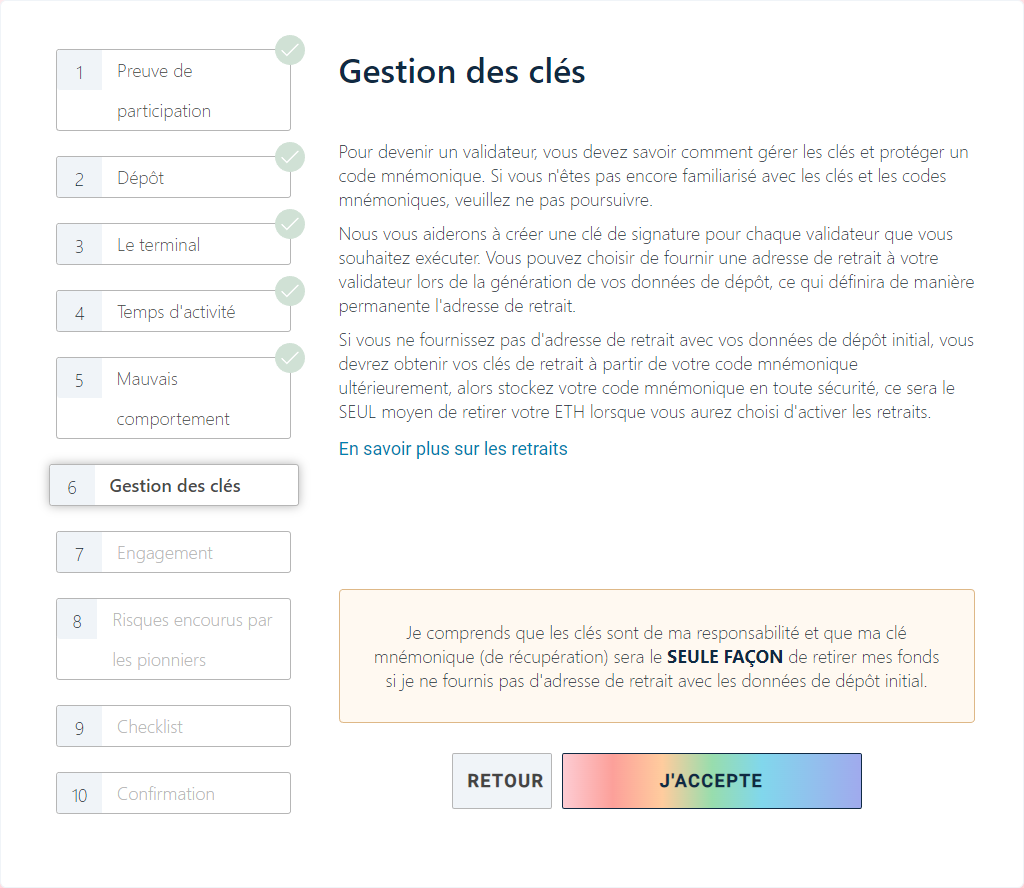 1
Preuve de
participation
2
Dépôt
3
Le terminal
4
Temps d'activité
5
Mauvais
comportement
6
Gestion des clés
7
Engagement
8
Risques encourus par
les pionniers
9
Checklist
10
Confirmation
Gestion des clés
Pour devenir un validateur, vous devez savoir comment gérer les clés et protéger un
code mnémonique. Si vous n'êtes pas encore familiarisé avec les clés et les codes
mnémoniques, veuillez ne pas poursuivre.
Nous vous aiderons à créer une clé de signature pour chaque validateur que vous
souhaitez exécuter. Vous pouvez choisir de fournir une adresse de retrait à votre
validateur lors de la génération de vos données de dépôt, ce qui définira de manière
permanente l'adresse de retrait.
Si vous ne fournissez pas d'adresse de retrait avec vos données de dépôt initial, vous
devrez obtenir vos clés de retrait à partir de votre code mnémonique
ultérieurement, alors stockez votre code mnémonique en toute sécurité, ce sera le
SEUL moyen de retirer votre ETH lorsque vous aurez choisi d'activer les retraits.
En savoir plus sur les retraits
Je comprends que les clés sont de ma responsabilité et que ma clé
mnémonique (de récupération) sera le SEULE FAÇON de retirer mes fonds
si je ne fournis pas d'adresse de retrait avec les données de dépôt initial.
RETOUR
J'ACCEPTE